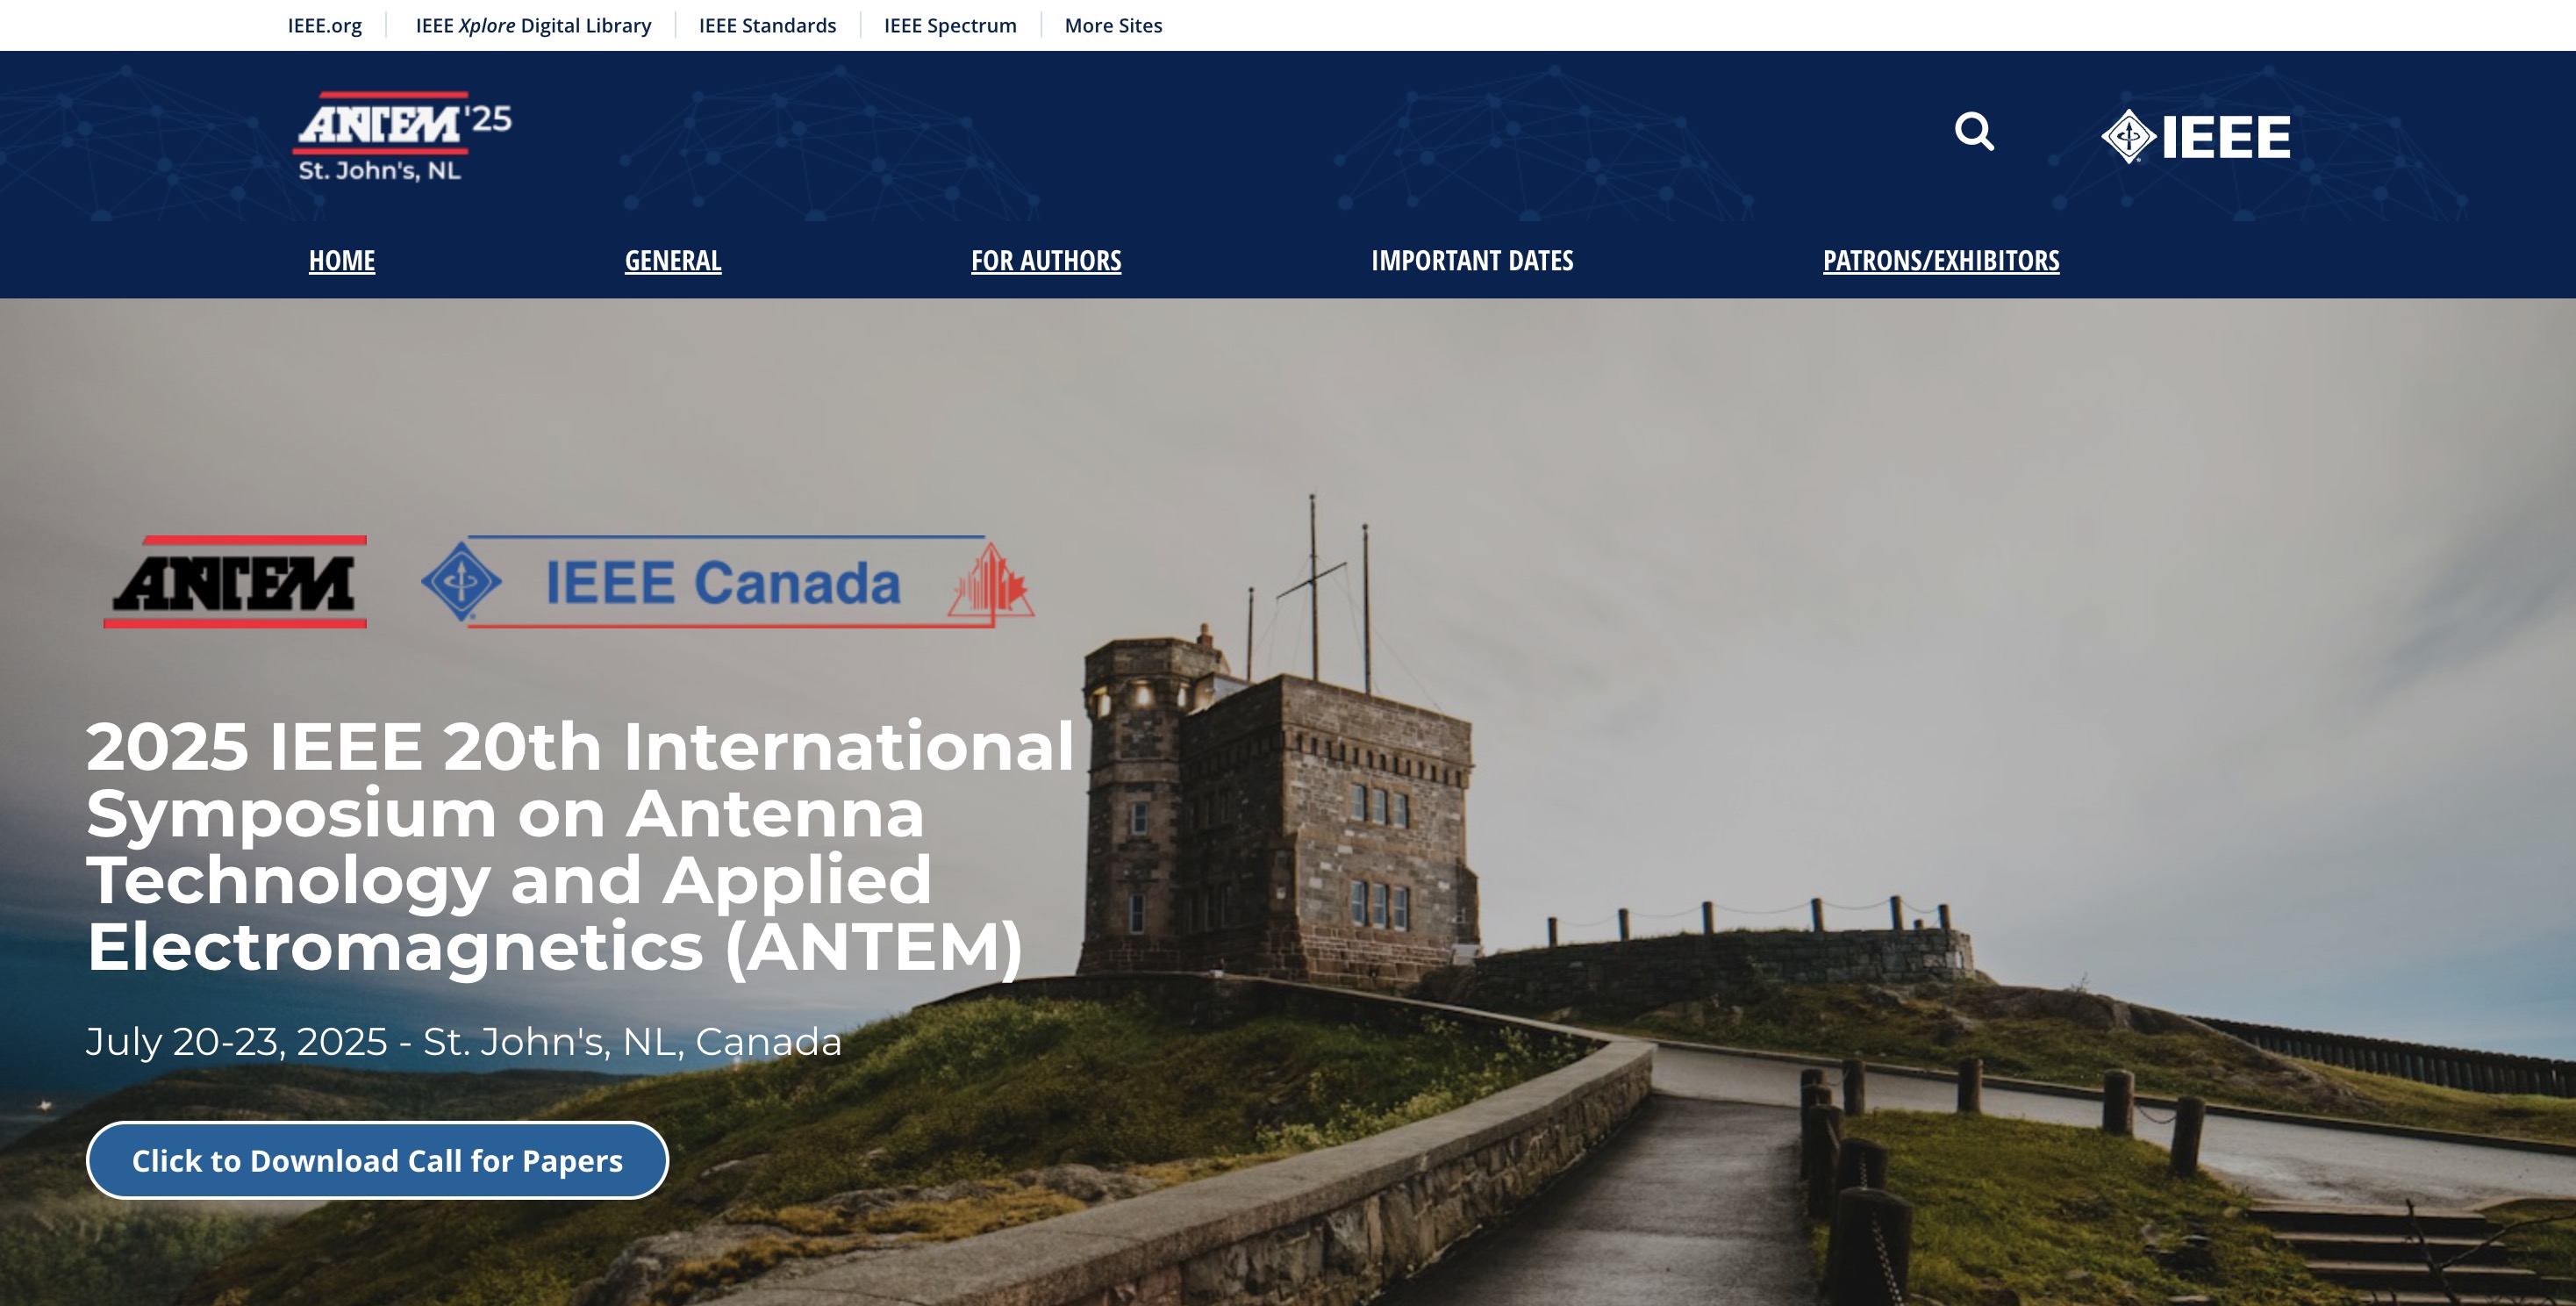 IEEE.org
IEEE Xplore Digital Library
IEEE Standards
IEEE Spectrum
More Sites
ANTEM'25
St. John's, NL
IEEE
HOME
GENERAL
FOR AUTHORS
IMPORTANT DATES
PATRONS/EXHIBITORS
ANTEM
IEEE Canada
2025 IEEE 20th International
Symposium on Antenna
Technology and Applied
Electromagnetics (ANTEM)
July 20-23, 2025 - St. John's, NL, Canada
Click to Download Call for Papers